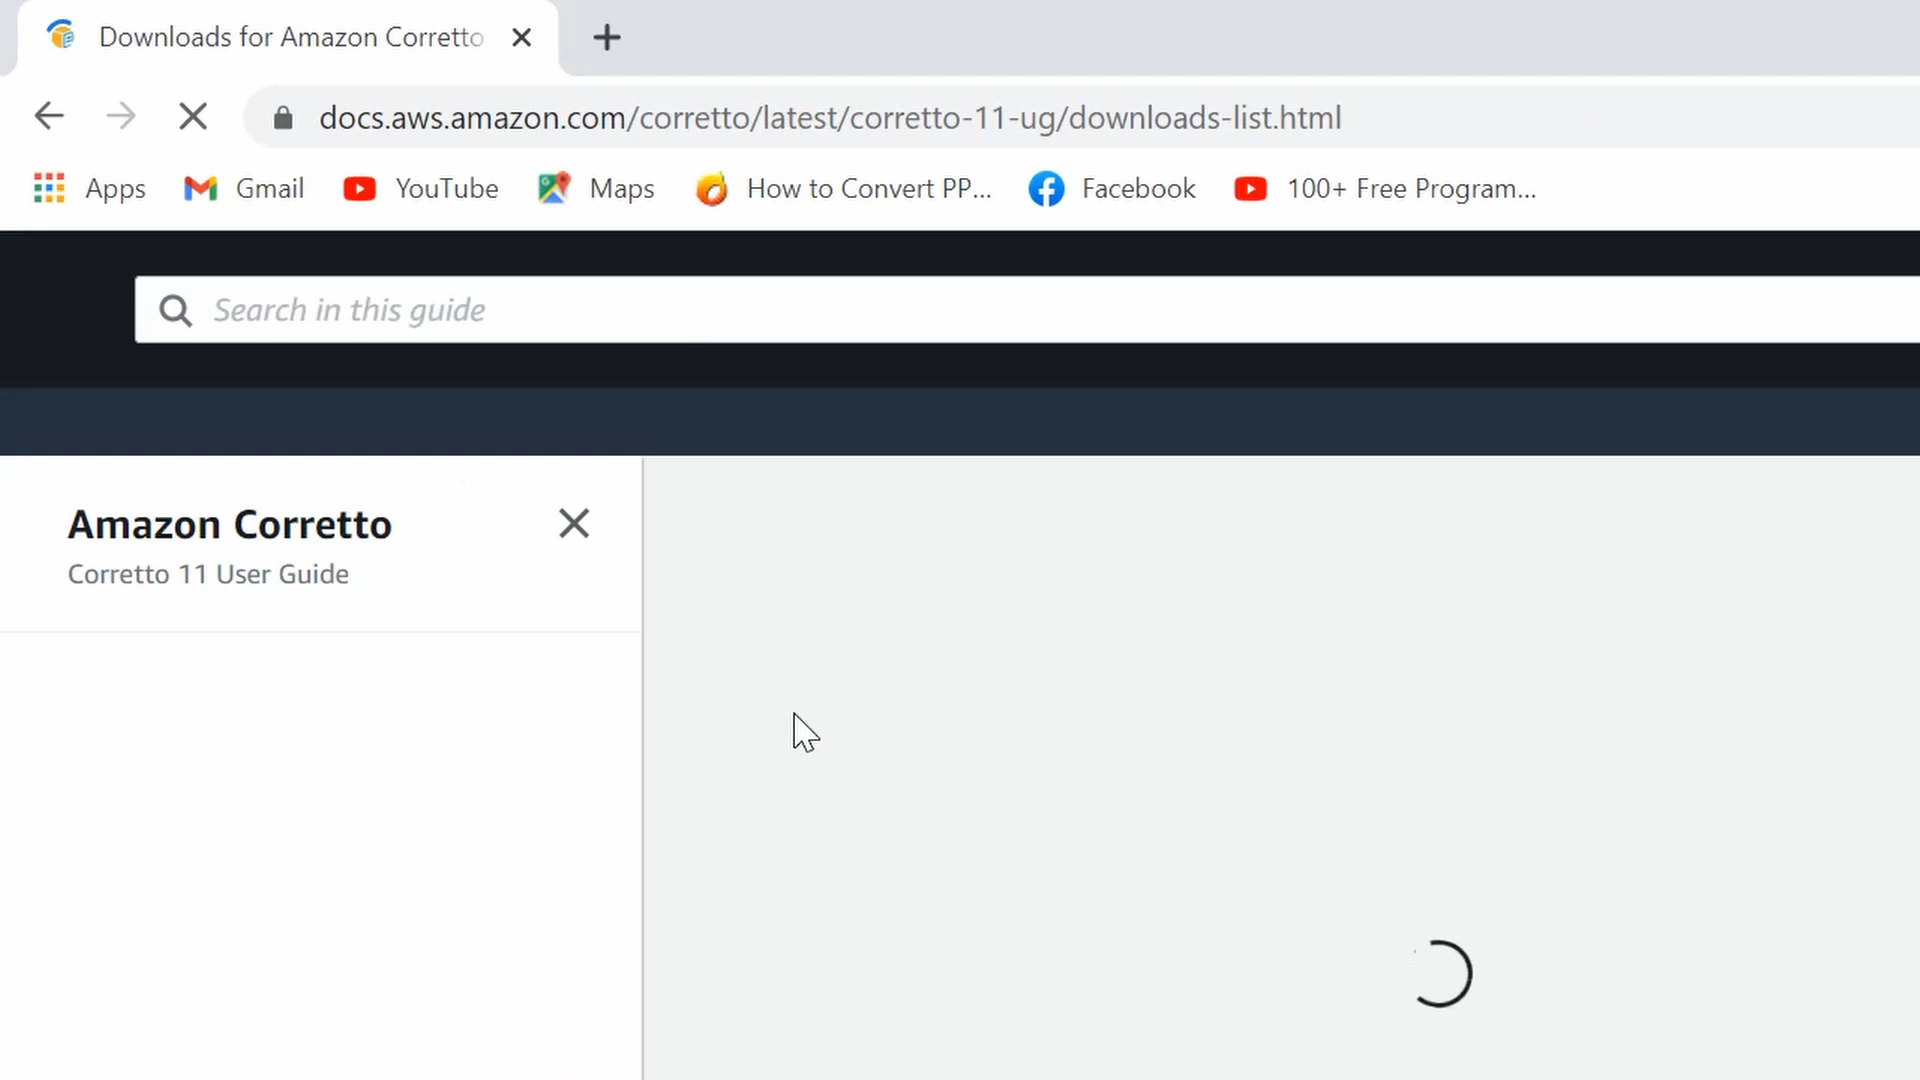 Downloads for Amazon Corretto
docs.aws.amazon.com/corretto/latest/corretto-11-ug/downloads-list.html
Apps Gmail YouTube Maps How to Convert PP... Facebook 100+ Free Program...
Search in this guide
Amazon Corretto
Corretto 11 User Guide